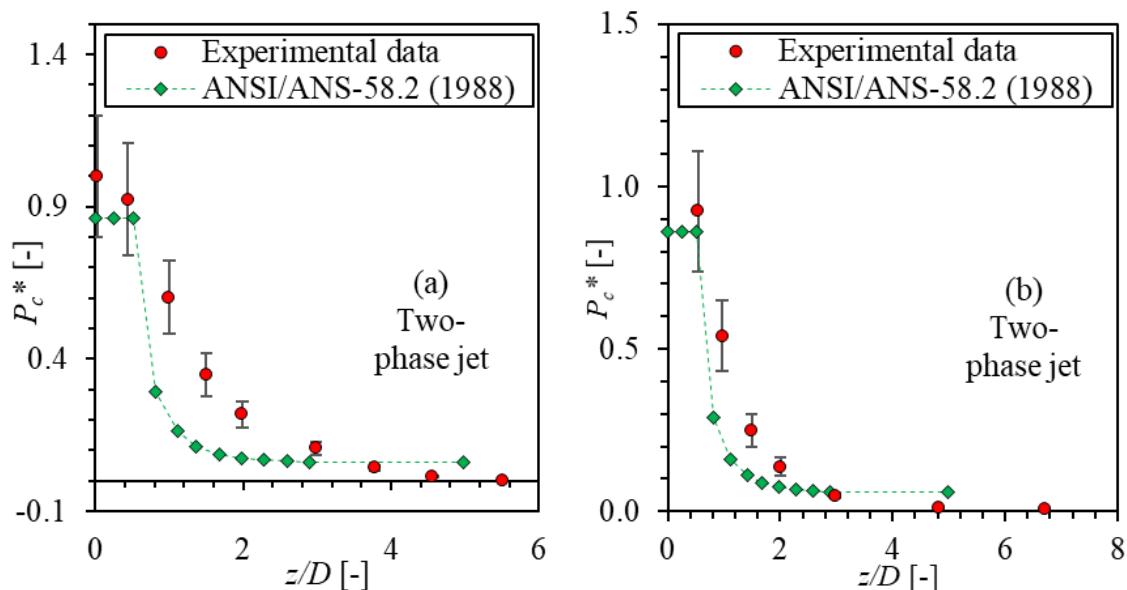 1.4
0.9
0.4
-0.1
P_c* [-]
Experimental data
ANSI/ANS-58.2 (1988)
(a)
Two-
phase jet
0 2 4 6
z/D [-]
1.5
1.0
0.5
0.0
P_c* [-]
Experimental data
ANSI/ANS-58.2 (1988)
(b)
Two-
phase jet
0 2 4 6 8
z/D [-]